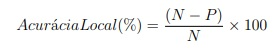 AcuráciaLocal(%) = (N − P) / N × 100